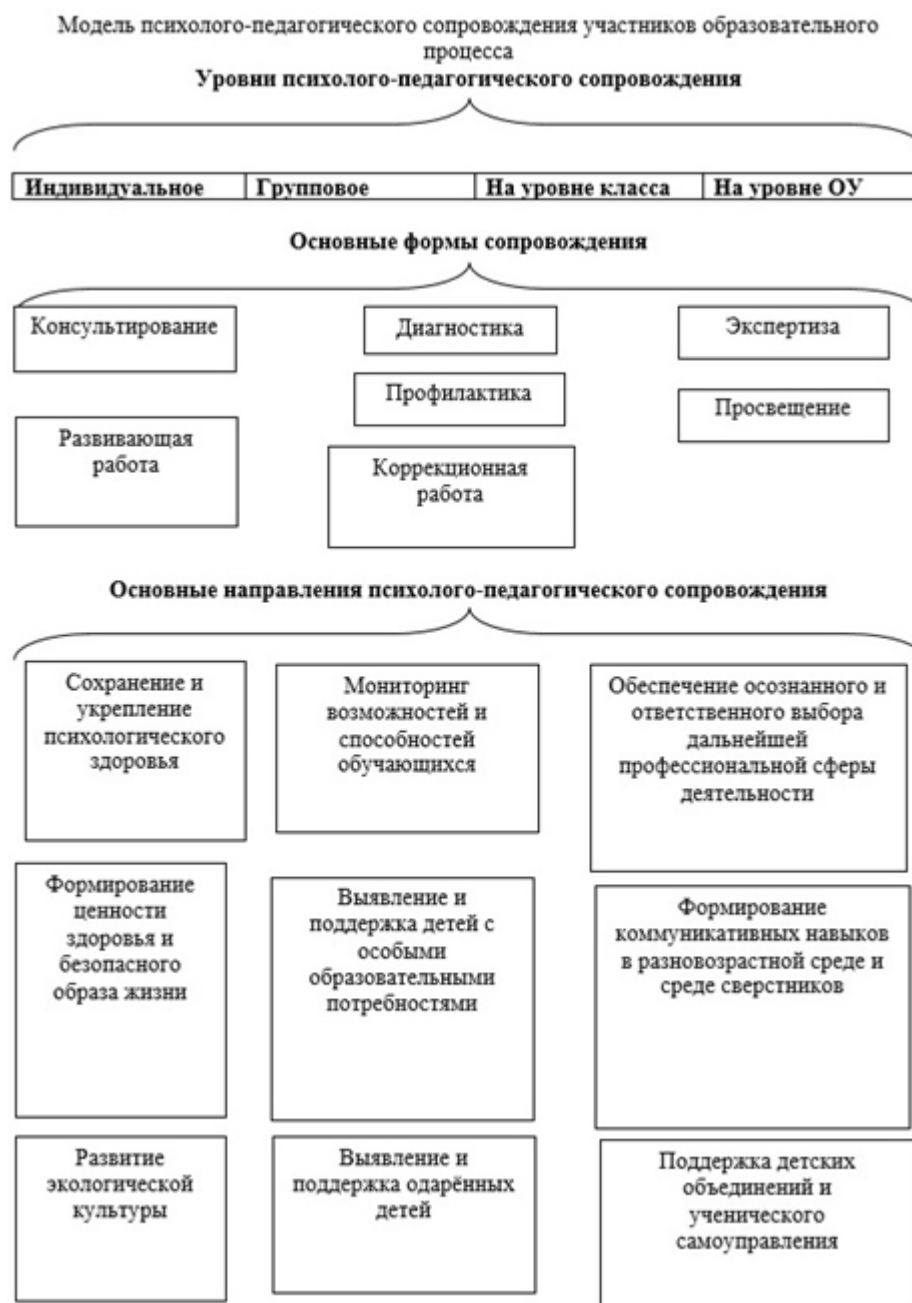 Модель психолого-педагогического сопровождения участников образовательного
процесса
Уровни психолого-педагогического сопровождения
Индивидуальное Групповое На уровне класса На уровне ОУ
Основные формы сопровождения
Консультирование
Диагностика
Экспертиза
Профилактика
Просвещение
Развивающая
работа
Коррекционная
работа
Основные направления психолого-педагогического сопровождения
Сохранение и
укрепление
психологического
здоровья
Мониторинг
возможностей и
способностей
обучающихся
Обеспечение осознанного и
ответственного выбора
дальнейшей
профессиональной сферы
деятельности
Формирование
ценности
здоровья и
безопасного
образа жизни
Выявление и
поддержка детей с
особыми
образовательными
потребностями
Формирование
коммуникативных навыков
в разновозрастной среде и
среде сверстников
Развитие
экологической
культуры
Выявление и
поддержка одарённых
детей
Поддержка детских
объединений и
ученического
самоуправления